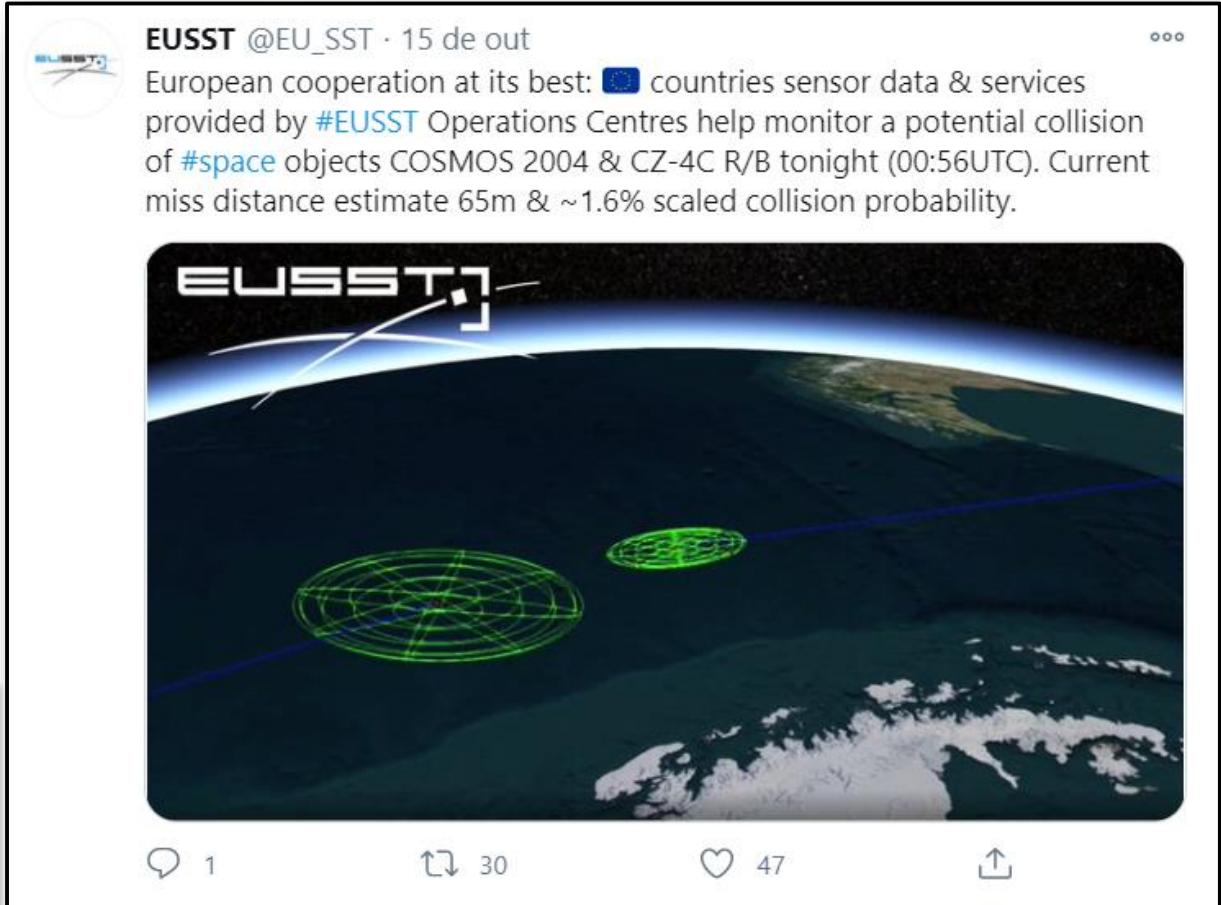 EUSST @EU_SST · 15 de out
European cooperation at its best: 🇪🇺 countries sensor data & services
provided by #EUSST Operations Centres help monitor a potential collision
of #space objects COSMOS 2004 & CZ-4C R/B tonight (00:56UTC). Current
miss distance estimate 65m & ~1.6% scaled collision probability.
EUSST
1 30 47